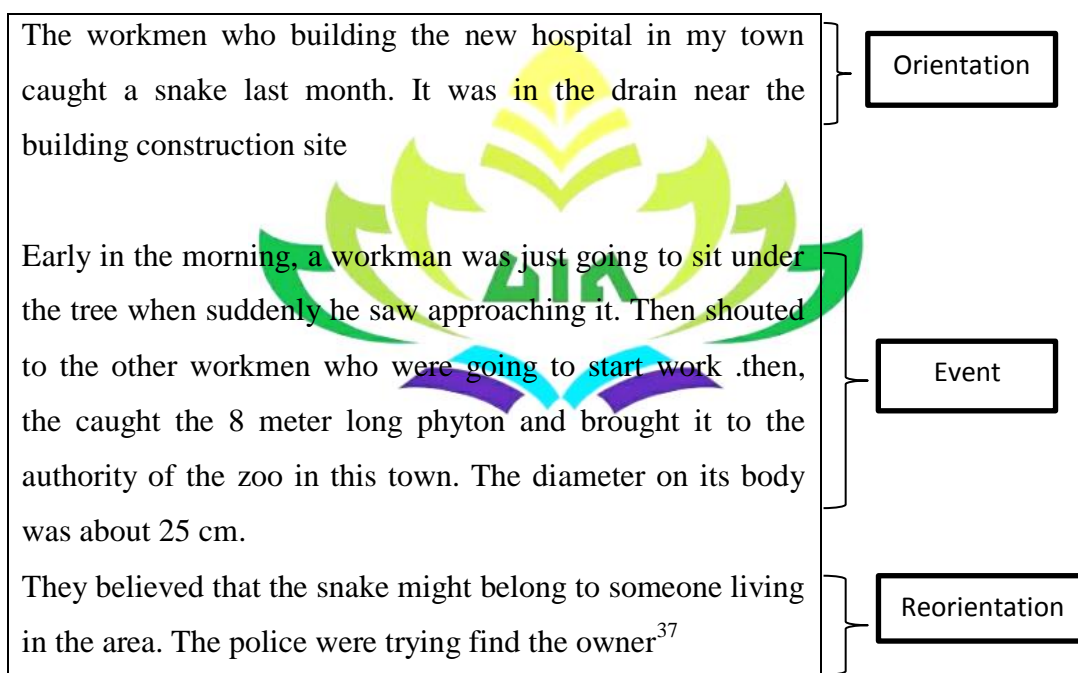 The workmen who building the new hospital in my town
caught a snake last month. It was in the drain near the
building construction site
Orientation
Early in the morning, a workman was just going to sit under
the tree when suddenly he saw approaching it. Then shouted
to the other workmen who were going to start work .then,
the caught the 8 meter long phyton and brought it to the
authority of the zoo in this town. The diameter on its body
was about 25 cm.
Event
They believed that the snake might belong to someone living
in the area. The police were trying find the owner37
Reorientation